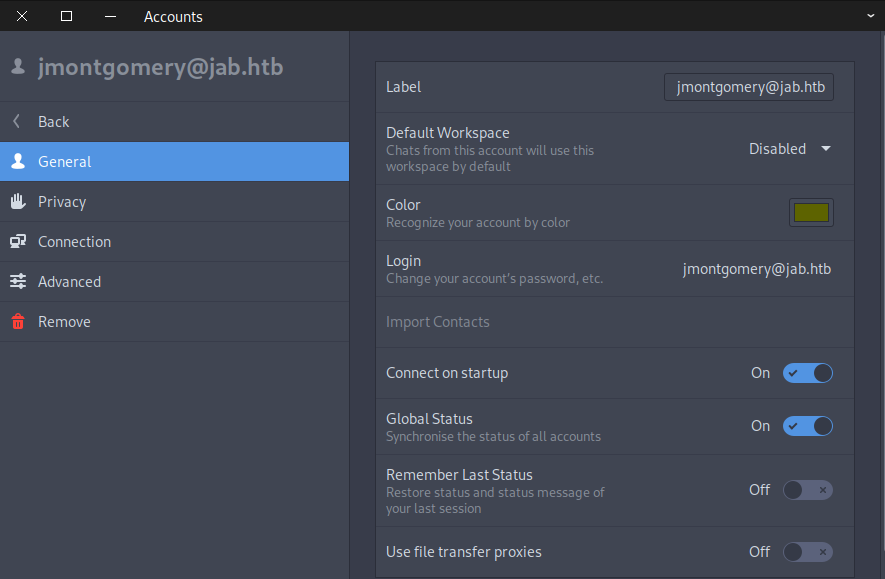 Accounts
jmontgomery@jab.htb
Back
General
Privacy
Connection
Advanced
Remove
Label
jmontgomery@jab.htb
Default Workspace
Chats from this account will use this
workspace by default
Disabled
Color
Recognize your account by color
Login
Change your account's password, etc.
jmontgomery@jab.htb
Import Contacts
Connect on startup
On
Global Status
Synchronise the status of all accounts
On
Remember Last Status
Restore status and status message of
your last session
Off
Use file transfer proxies
Off